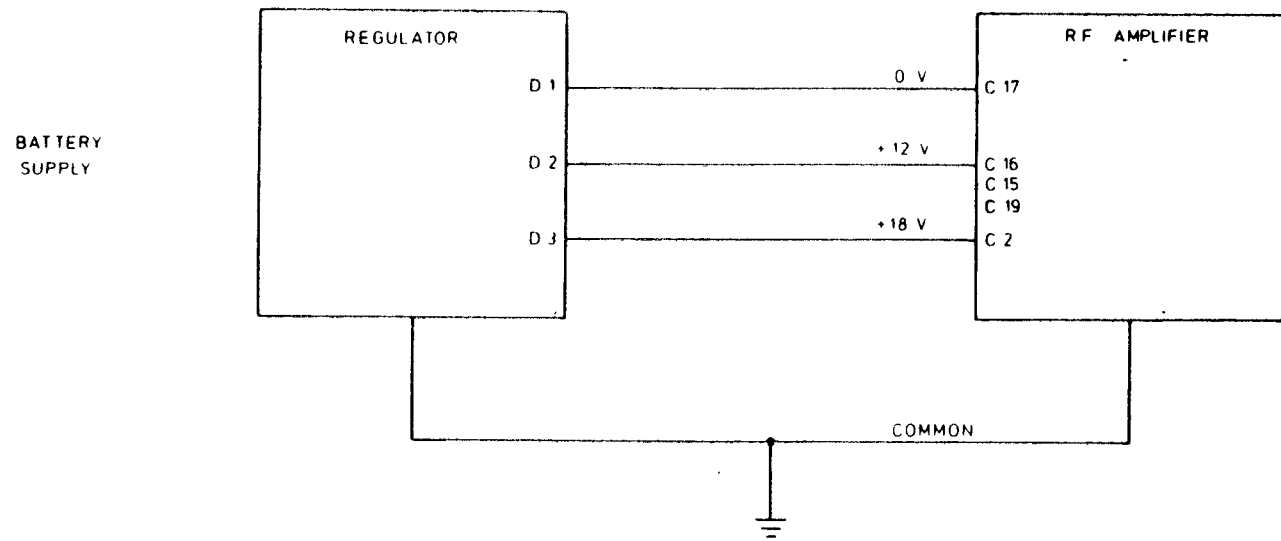 REGULATOR
RF AMPLIFIER
D 1
0 V
C 17
BATTERY
SUPPLY
D 2
+12 V
C 16
C 15
C 19
D 3
+18 V
C 2
COMMON